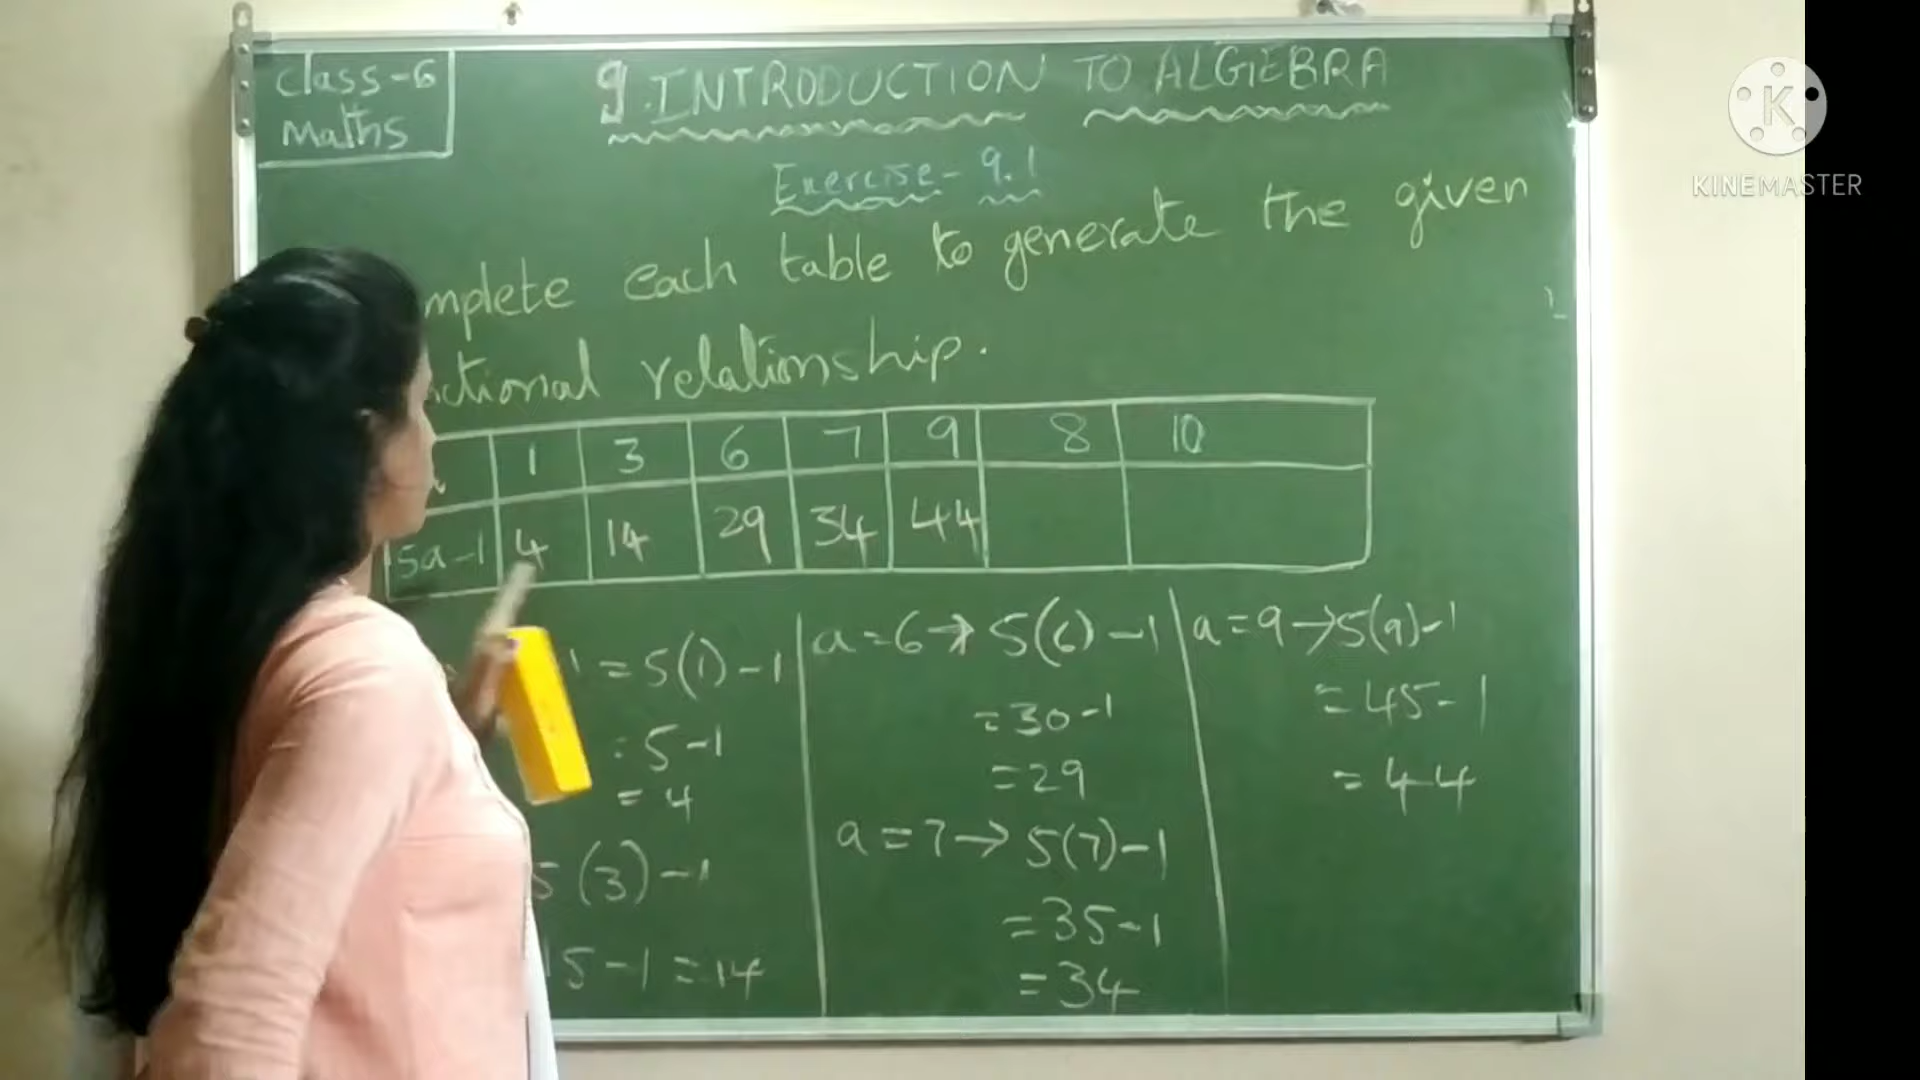 Class-6
Maths
9.INTRODUCTION TO ALGEBRA
Exercise-9.1
mplete each table to generate the given
nctional relationship.
1 3 6 7 9 8 10
5a-1 4 14 29 34 44
1 = 5(1)-1
= 5-1
= 4
5(3)-1
15-1=14
a=6→ 5(6)-1
=30-1
=29
a=7→ 5(7)-1
=35-1
=34
a=9→5(9)-1
=45-1
=44
K
KINEMASTER